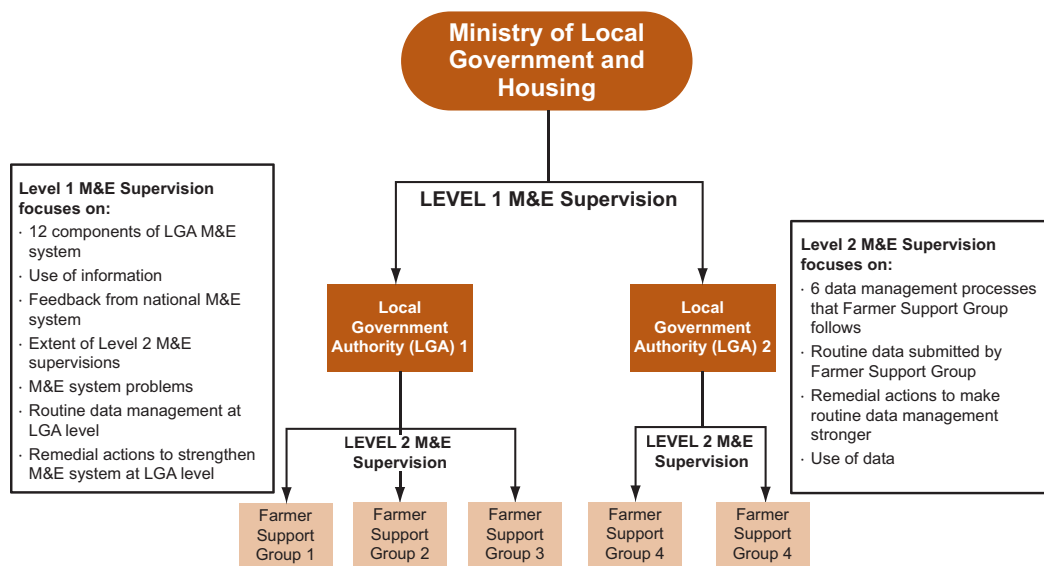 Ministry of Local
Government and
Housing
LEVEL 1 M&E Supervision
Level 1 M&E Supervision
focuses on:
· 12 components of LGA M&E
system
· Use of information
· Feedback from national M&E
system
· Extent of Level 2 M&E
supervisions
· M&E system problems
· Routine data management at
LGA level
· Remedial actions to strengthen
M&E system at LGA level
Local
Government
Authority (LGA) 1
Local
Government
Authority (LGA) 2
Level 2 M&E Supervision
focuses on:
· 6 data management processes
that Farmer Support Group
follows
· Routine data submitted by
Farmer Support Group
· Remedial actions to make
routine data management
stronger
· Use of data
LEVEL 2 M&E
Supervision
LEVEL 2 M&E
Supervision
Farmer
Support
Group 1
Farmer
Support
Group 2
Farmer
Support
Group 3
Farmer
Support
Group 4
Farmer
Support
Group 4